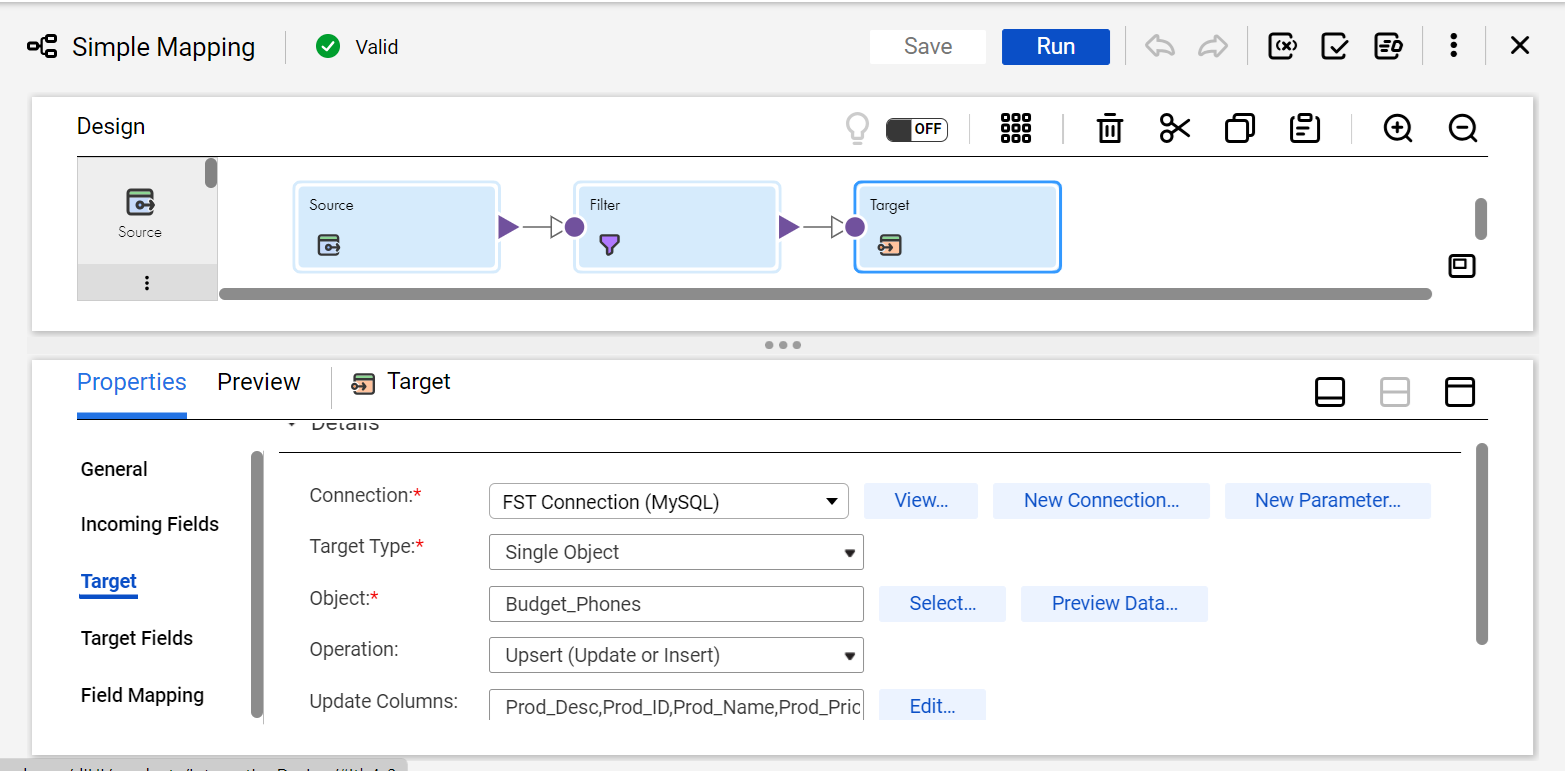 Simple Mapping Valid Save Run
Design OFF
Source
Source Filter Target
Properties Preview Target
Details
General
Incoming Fields
Target
Target Fields
Field Mapping
Connection:* FST Connection (MySQL) View... New Connection... New Parameter...
Target Type:* Single Object
Object:* Budget_Phones Select... Preview Data...
Operation: Upsert (Update or Insert)
Update Columns: Prod_Desc,Prod_ID,Prod_Name,Prod_Pric Edit...